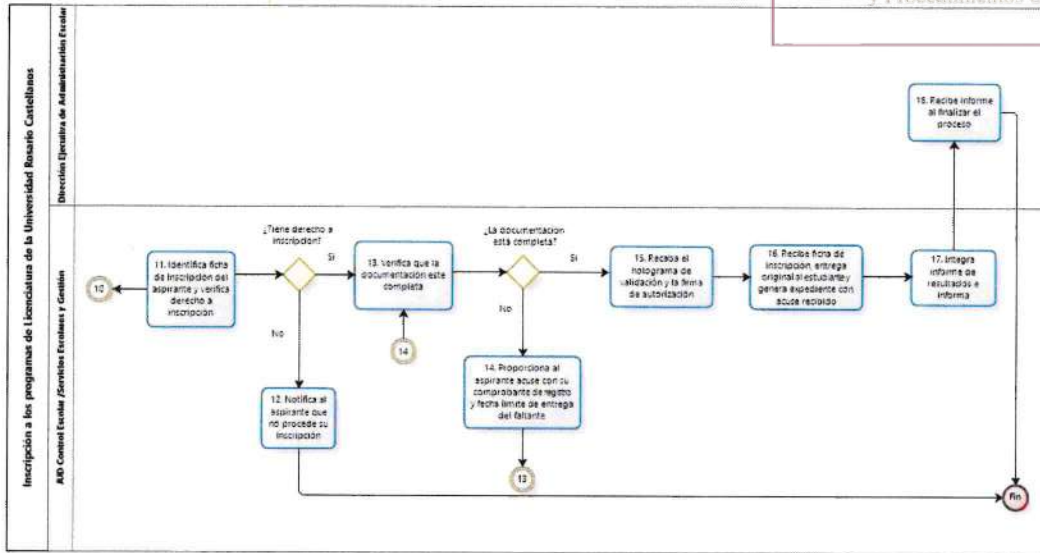 y Procedimientos
Inscripción a los programas de Licenciatura de la Universidad Rosario Castellanos
Dirección Ejecutiva de Administración Escolar
18. Recibe informe
al finalizar el
proceso
JUD Control Escolar /Servicios Escolares y Gestión
10
11. Identifica ficha
de inscripción del
aspirante y verifica
derecho a
inscripción
¿Tiene derecho a
inscripción?
Si
No
12. Notifica al
aspirante que
no procede su
inscripción
13. Verifica que la
documentación este
completa
14
¿La documentación
está completa?
Si
No
14. Proporciona al
aspirante acuse con su
comprobante de registro
y fecha límite de entrega
del faltante
13
15. Recaba el
holograma de
validación y la firma
de autorización
16. Recibe ficha de
inscripción, entrega
original al estudiante y
genera expediente con
acuse recibido
17. Integra
informe de
resultados e
informa
Fin